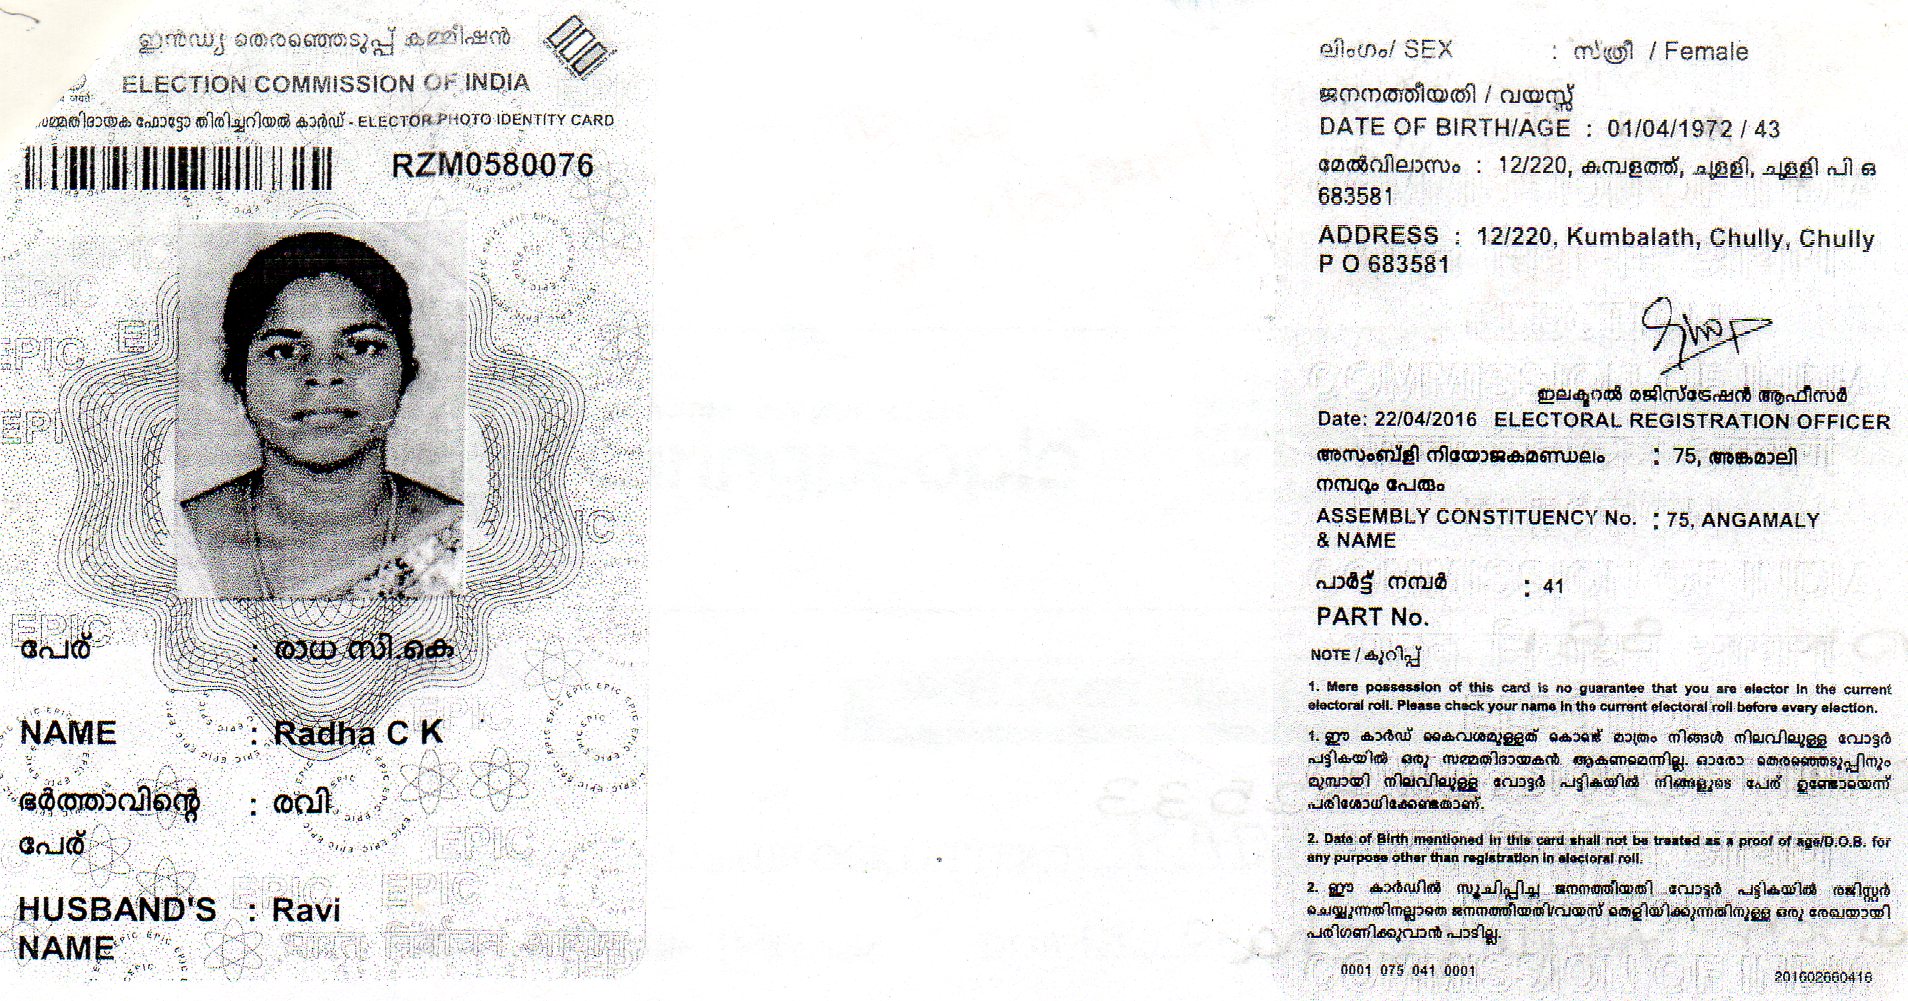 ഇൻഡ്യ തെരഞ്ഞെടുപ്പ് കമ്മീഷൻ
ELECTION COMMISSION OF INDIA
സമ്മതിദായക ഫോട്ടോ തിരിച്ചറിയൽ കാർഡ് - ELECTOR PHOTO IDENTITY CARD
RZM0580076
പേര് : രാധ സി.കെ
NAME : Radha C K
ഭർത്താവിന്റെ : രവി
പേര്
HUSBAND'S : Ravi
NAME
भारत निर्वाचन आयोग
ലിംഗം/ SEX : സ്ത്രീ / Female
ജനനത്തീയതി / വയസ്സ്
DATE OF BIRTH/AGE : 01/04/1972 / 43
മേൽവിലാസം : 12/220, കുമ്പളത്ത്, ചുള്ളി, ചുള്ളി പി ഒ
683581
ADDRESS : 12/220, Kumbalath, Chully, Chully
P O 683581
ഇലക്ടറൽ രജിസ്ട്രേഷൻ ആഫീസർ
Date: 22/04/2016 ELECTORAL REGISTRATION OFFICER
അസംബ്ളി നിയോജകമണ്ഡലം : 75, അങ്കമാലി
നമ്പറും പേരും
ASSEMBLY CONSTITUENCY No. : 75, ANGAMALY
& NAME
പാർട്ട് നമ്പർ : 41
PART No.
NOTE / കുറിപ്പ്
1. Mere possession of this card is no guarantee that you are elector in the current
electoral roll. Please check your name in the current electoral roll before every election.
1. ഈ കാർഡ് കൈവശമുള്ളത് കൊണ്ട് മാത്രം നിങ്ങൾ നിലവിലുള്ള വോട്ടർ
പട്ടികയിൽ ഒരു സമ്മതിദായകൻ ആകണമെന്നില്ല. ഓരോ തെരഞ്ഞെടുപ്പിനും
മുമ്പായി നിലവിലുള്ള വോട്ടർ പട്ടികയിൽ നിങ്ങളുടെ പേര് ഉണ്ടോയെന്ന്
പരിശോധിക്കേണ്ടതാണ്.
2. Date of Birth mentioned in this card shall not be treated as a proof of age/D.O.B. for
any purpose other than registration in electoral roll.
2. ഈ കാർഡിൽ സൂചിപ്പിച്ച ജനനത്തീയതി വോട്ടർ പട്ടികയിൽ രജിസ്റ്റർ
ചെയ്യുന്നതിനല്ലാതെ ജനനത്തീയതി/വയസ് തെളിയിക്കുന്നതിനുള്ള ഒരു രേഖയായി
പരിഗണിക്കുവാൻ പാടില്ല.
0001 075 041 0001
201602660416